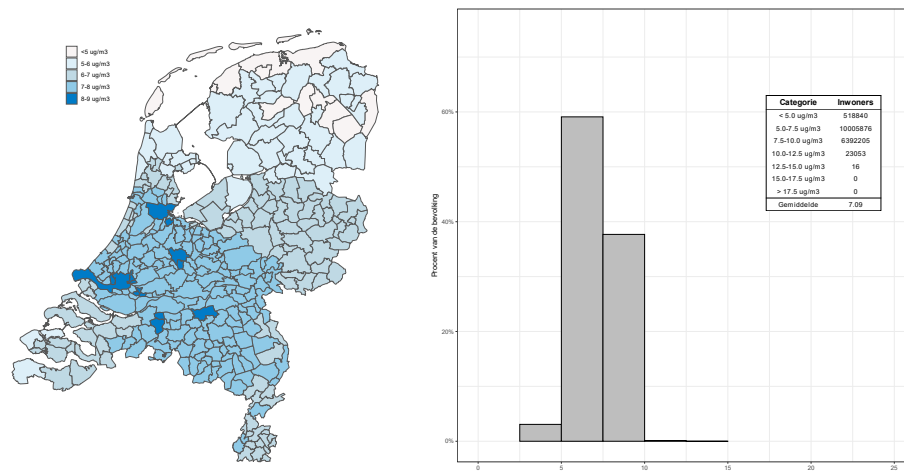 <5 ug/m3
5-6 ug/m3
6-7 ug/m3
7-8 ug/m3
8-9 ug/m3
Procent van de bevolking
60%
40%
20%
0%
0 5 10 15 20 25
Categorie Inwoners
< 5.0 ug/m3 518840
5.0-7.5 ug/m3 10005876
7.5-10.0 ug/m3 6392205
10.0-12.5 ug/m3 23053
12.5-15.0 ug/m3 16
15.0-17.5 ug/m3 0
> 17.5 ug/m3 0
Gemiddelde 7.09